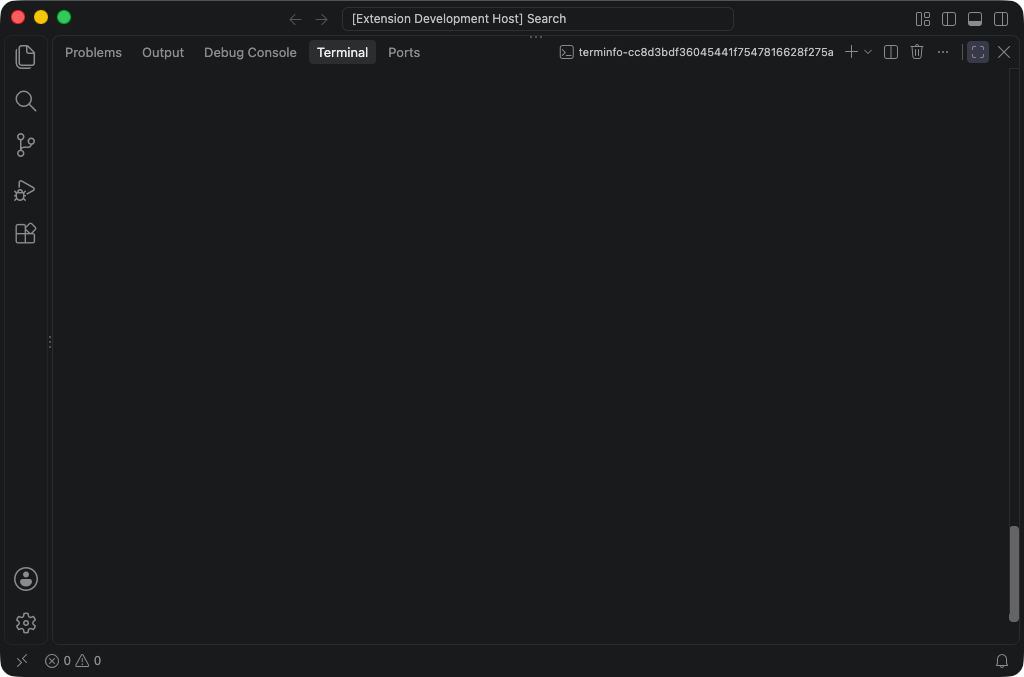 [Extension Development Host] Search
Problems Output Debug Console Terminal Ports terminfo-cc8d3bdf36045441f7547816628f275a
0 0